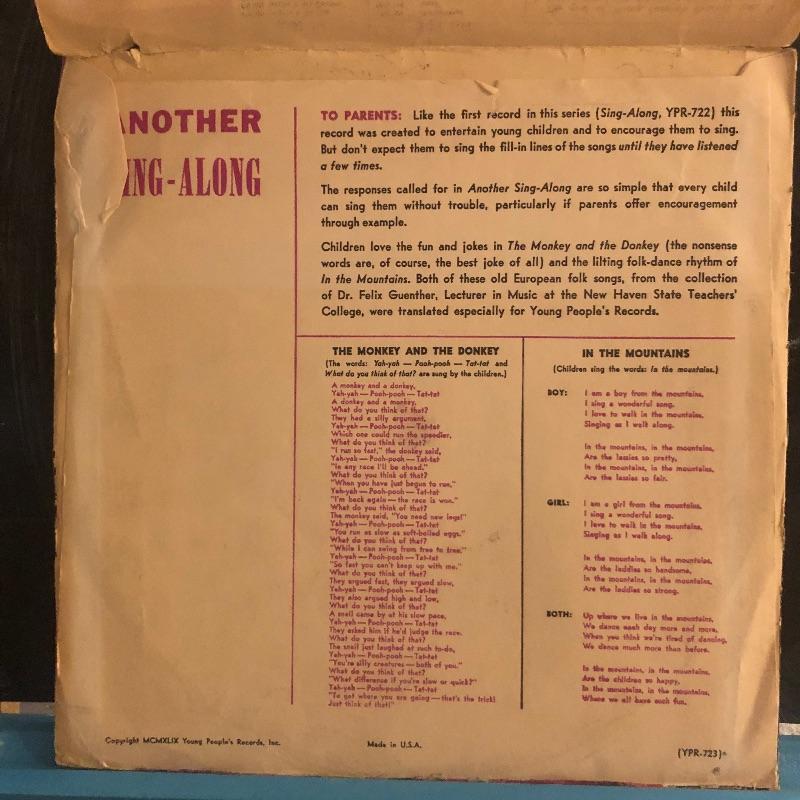 ANOTHER
SING-ALONG
TO PARENTS: Like the first record in this series (Sing-Along, YPR-722) this
record was created to entertain young children and to encourage them to sing.
But don't expect them to sing the fill-in lines of the songs until they have listened
a few times.
The responses called for in Another Sing-Along are so simple that every child
can sing them without trouble, particularly if parents offer encouragement
through example.
Children love the fun and jokes in The Monkey and the Donkey (the nonsense
words are, of course, the best joke of all) and the lilting folk-dance rhythm of
In the Mountains. Both of these old European folk songs, from the collection
of Dr. Felix Guenther, Lecturer in Music at the New Haven State Teachers'
College, were translated especially for Young People's Records.
THE MONKEY AND THE DONKEY
(The words: Yah-yah — Pooh-pooh — Tat-tat and
What do you think of that? are sung by the children.)
A monkey and a donkey,
Yah-yah — Pooh-pooh — Tat-tat
A donkey and a monkey,
What do you think of that?
They had a silly argument,
Yah-yah — Pooh-pooh — Tat-tat
Which one could run the speedier,
What do you think of that?
"I run so fast," the donkey said,
Yah-yah — Pooh-pooh — Tat-tat
"In any race I'll be ahead."
What do you think of that?
"When you have just begun to run,"
Yah-yah — Pooh-pooh — Tat-tat
"I'm back again — the race is won."
What do you think of that?
The monkey said, "You need new legs!"
Yah-yah — Pooh-pooh — Tat-tat
"You run as slow as soft-boiled eggs."
What do you think of that?
"While I can swing from tree to tree."
Yah-yah — Pooh-pooh — Tat-tat
"So fast you can't keep up with me."
What do you think of that?
They argued fast, they argued slow,
Yah-yah — Pooh-pooh — Tat-tat
They also argued high and low,
What do you think of that?
A snail came by at his slow pace,
Yah-yah — Pooh-pooh — Tat-tat
They asked him if he'd judge the race.
What do you think of that?
The snail just laughed at such to-do,
Yah-yah — Pooh-pooh — Tat-tat
"You're silly creatures — both of you."
What do you think of that?
"What difference if you're slow or quick?"
Yah-yah — Pooh-pooh — Tat-tat
"To get where you are going — that's the trick!
Just think of that!"
IN THE MOUNTAINS
(Children sing the words: In the mountains.)
BOY: I am a boy from the mountains,
I sing a wonderful song.
I love to walk in the mountains,
Singing as I walk along.
In the mountains, in the mountains,
Are the lassies so pretty,
In the mountains, in the mountains,
Are the lassies so fair.
GIRL: I am a girl from the mountains,
I sing a wonderful song.
I love to walk in the mountains,
Singing as I walk along.
In the mountains, in the mountains,
Are the laddies so handsome,
In the mountains, in the mountains,
Are the laddies so strong.
BOTH: Up where we live in the mountains,
We dance each day more and more,
When you think we're tired of dancing,
We dance much more than before.
In the mountains, in the mountains,
Are the children so happy,
In the mountains, in the mountains,
Where we all have such fun.
Copyright MCMXLIX Young People's Records, Inc.
Made in U.S.A.
(YPR-723)